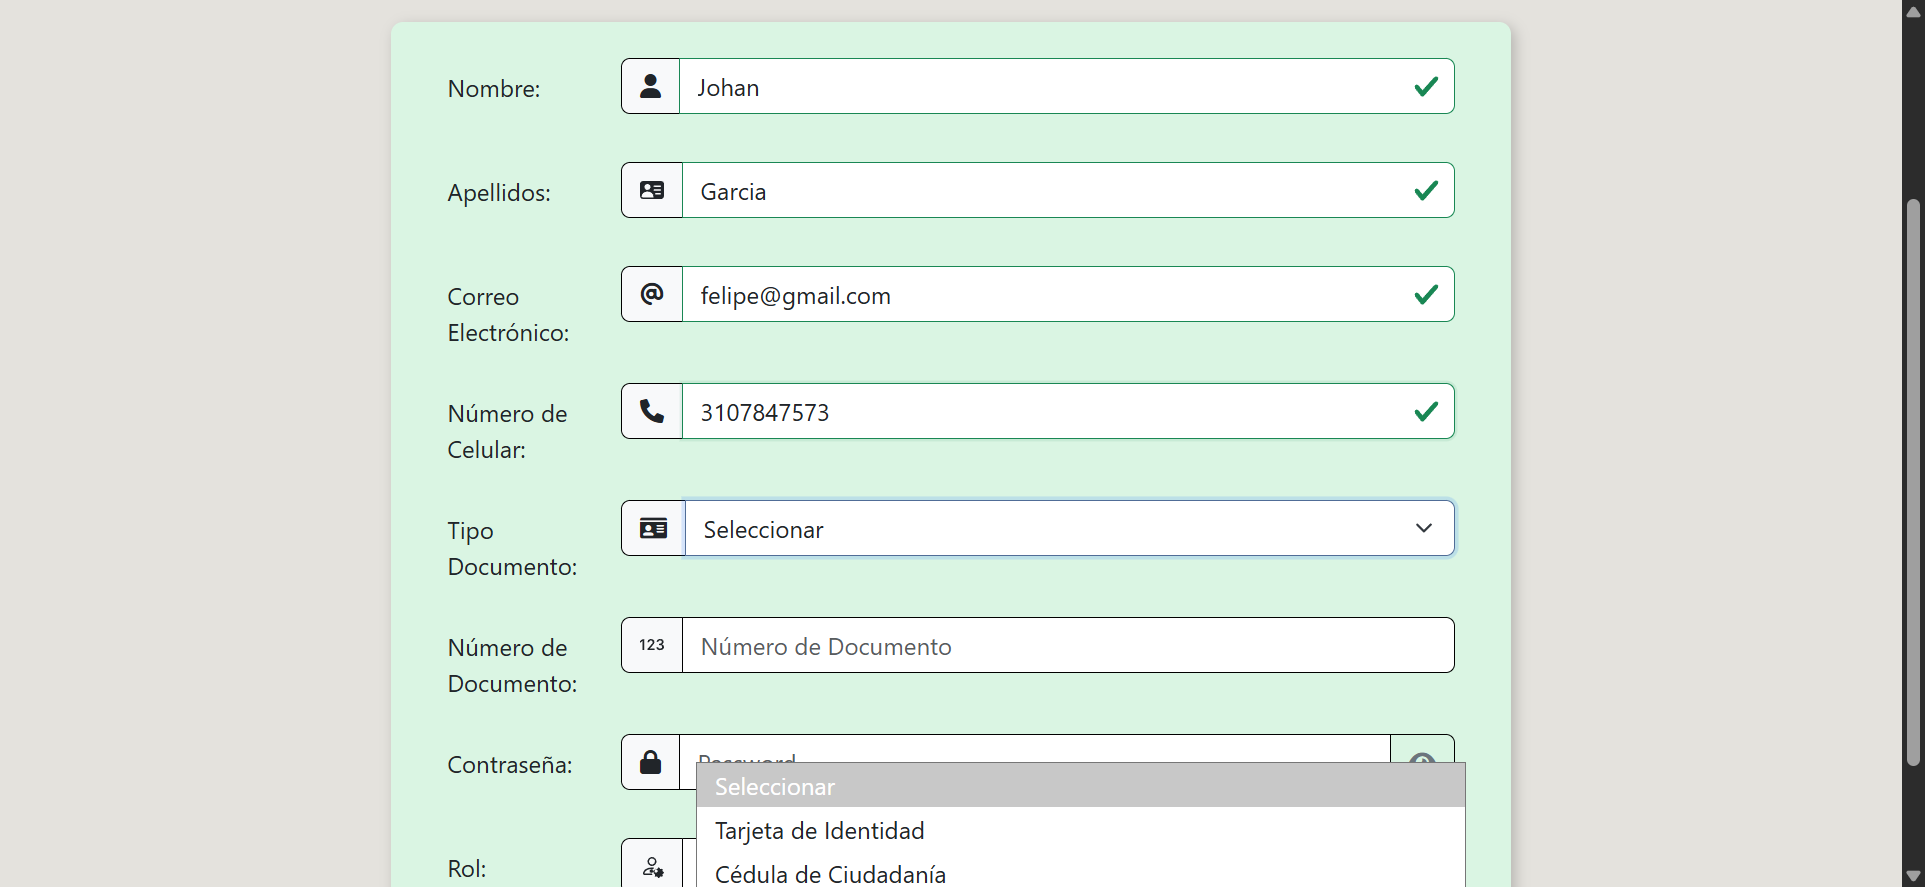 Nombre:
Johan
Apellidos:
Garcia
Correo
Electrónico:
felipe@gmail.com
Número de
Celular:
3107847573
Tipo
Documento:
Seleccionar
Número de
Documento:
123
Número de Documento
Contraseña:
Password
Seleccionar
Tarjeta de Identidad
Cédula de Ciudadanía
Rol: